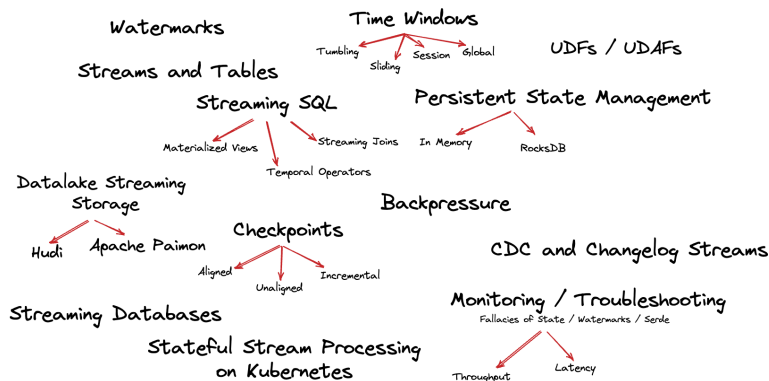 Time Windows
Watermarks
Tumbling
Sliding
Session
Global
UDFs / UDAFs
Streams and Tables
Streaming SQL
Persistent State Management
Materialized Views
Streaming Joins
Temporal Operators
In Memory
RocksDB
Datalake Streaming
Storage
Hudi
Apache Paimon
Backpressure
Checkpoints
Aligned
Unaligned
Incremental
CDC and Changelog Streams
Streaming Databases
Monitoring / Troubleshooting
Fallacies of State / Watermarks / Serde
Throughput
Latency
Stateful Stream Processing
on Kubernetes